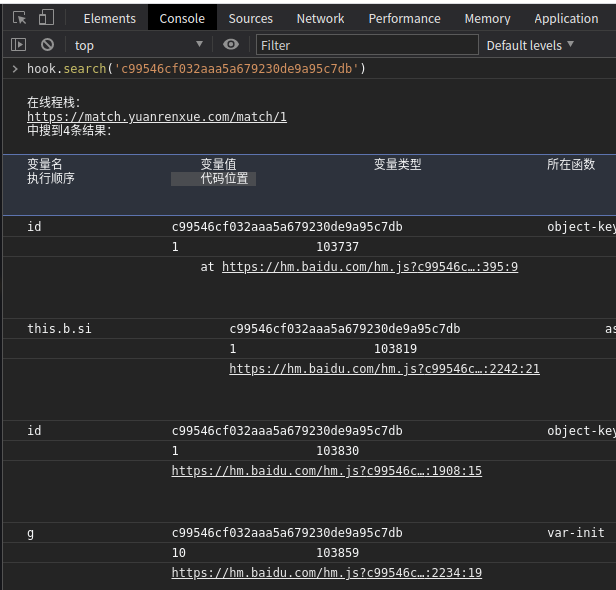 Elements Console Sources Network Performance Memory Application
top Filter Default levels
hook.search('c99546cf032aaa5a679230de9a95c7db')
在线程栈:
https://match.yuanrenxue.com/match/1
中搜到4条结果:
变量名 变量值 变量类型 所在函数
执行顺序 代码位置
id c99546cf032aaa5a679230de9a95c7db object-key
1 103737
at https://hm.baidu.com/hm.js?c99546c…:395:9
this.b.si c99546cf032aaa5a679230de9a95c7db as
1 103819
https://hm.baidu.com/hm.js?c99546c…:2242:21
id c99546cf032aaa5a679230de9a95c7db object-key
1 103830
https://hm.baidu.com/hm.js?c99546c…:1908:15
g c99546cf032aaa5a679230de9a95c7db var-init
10 103859
https://hm.baidu.com/hm.js?c99546c…:2234:19